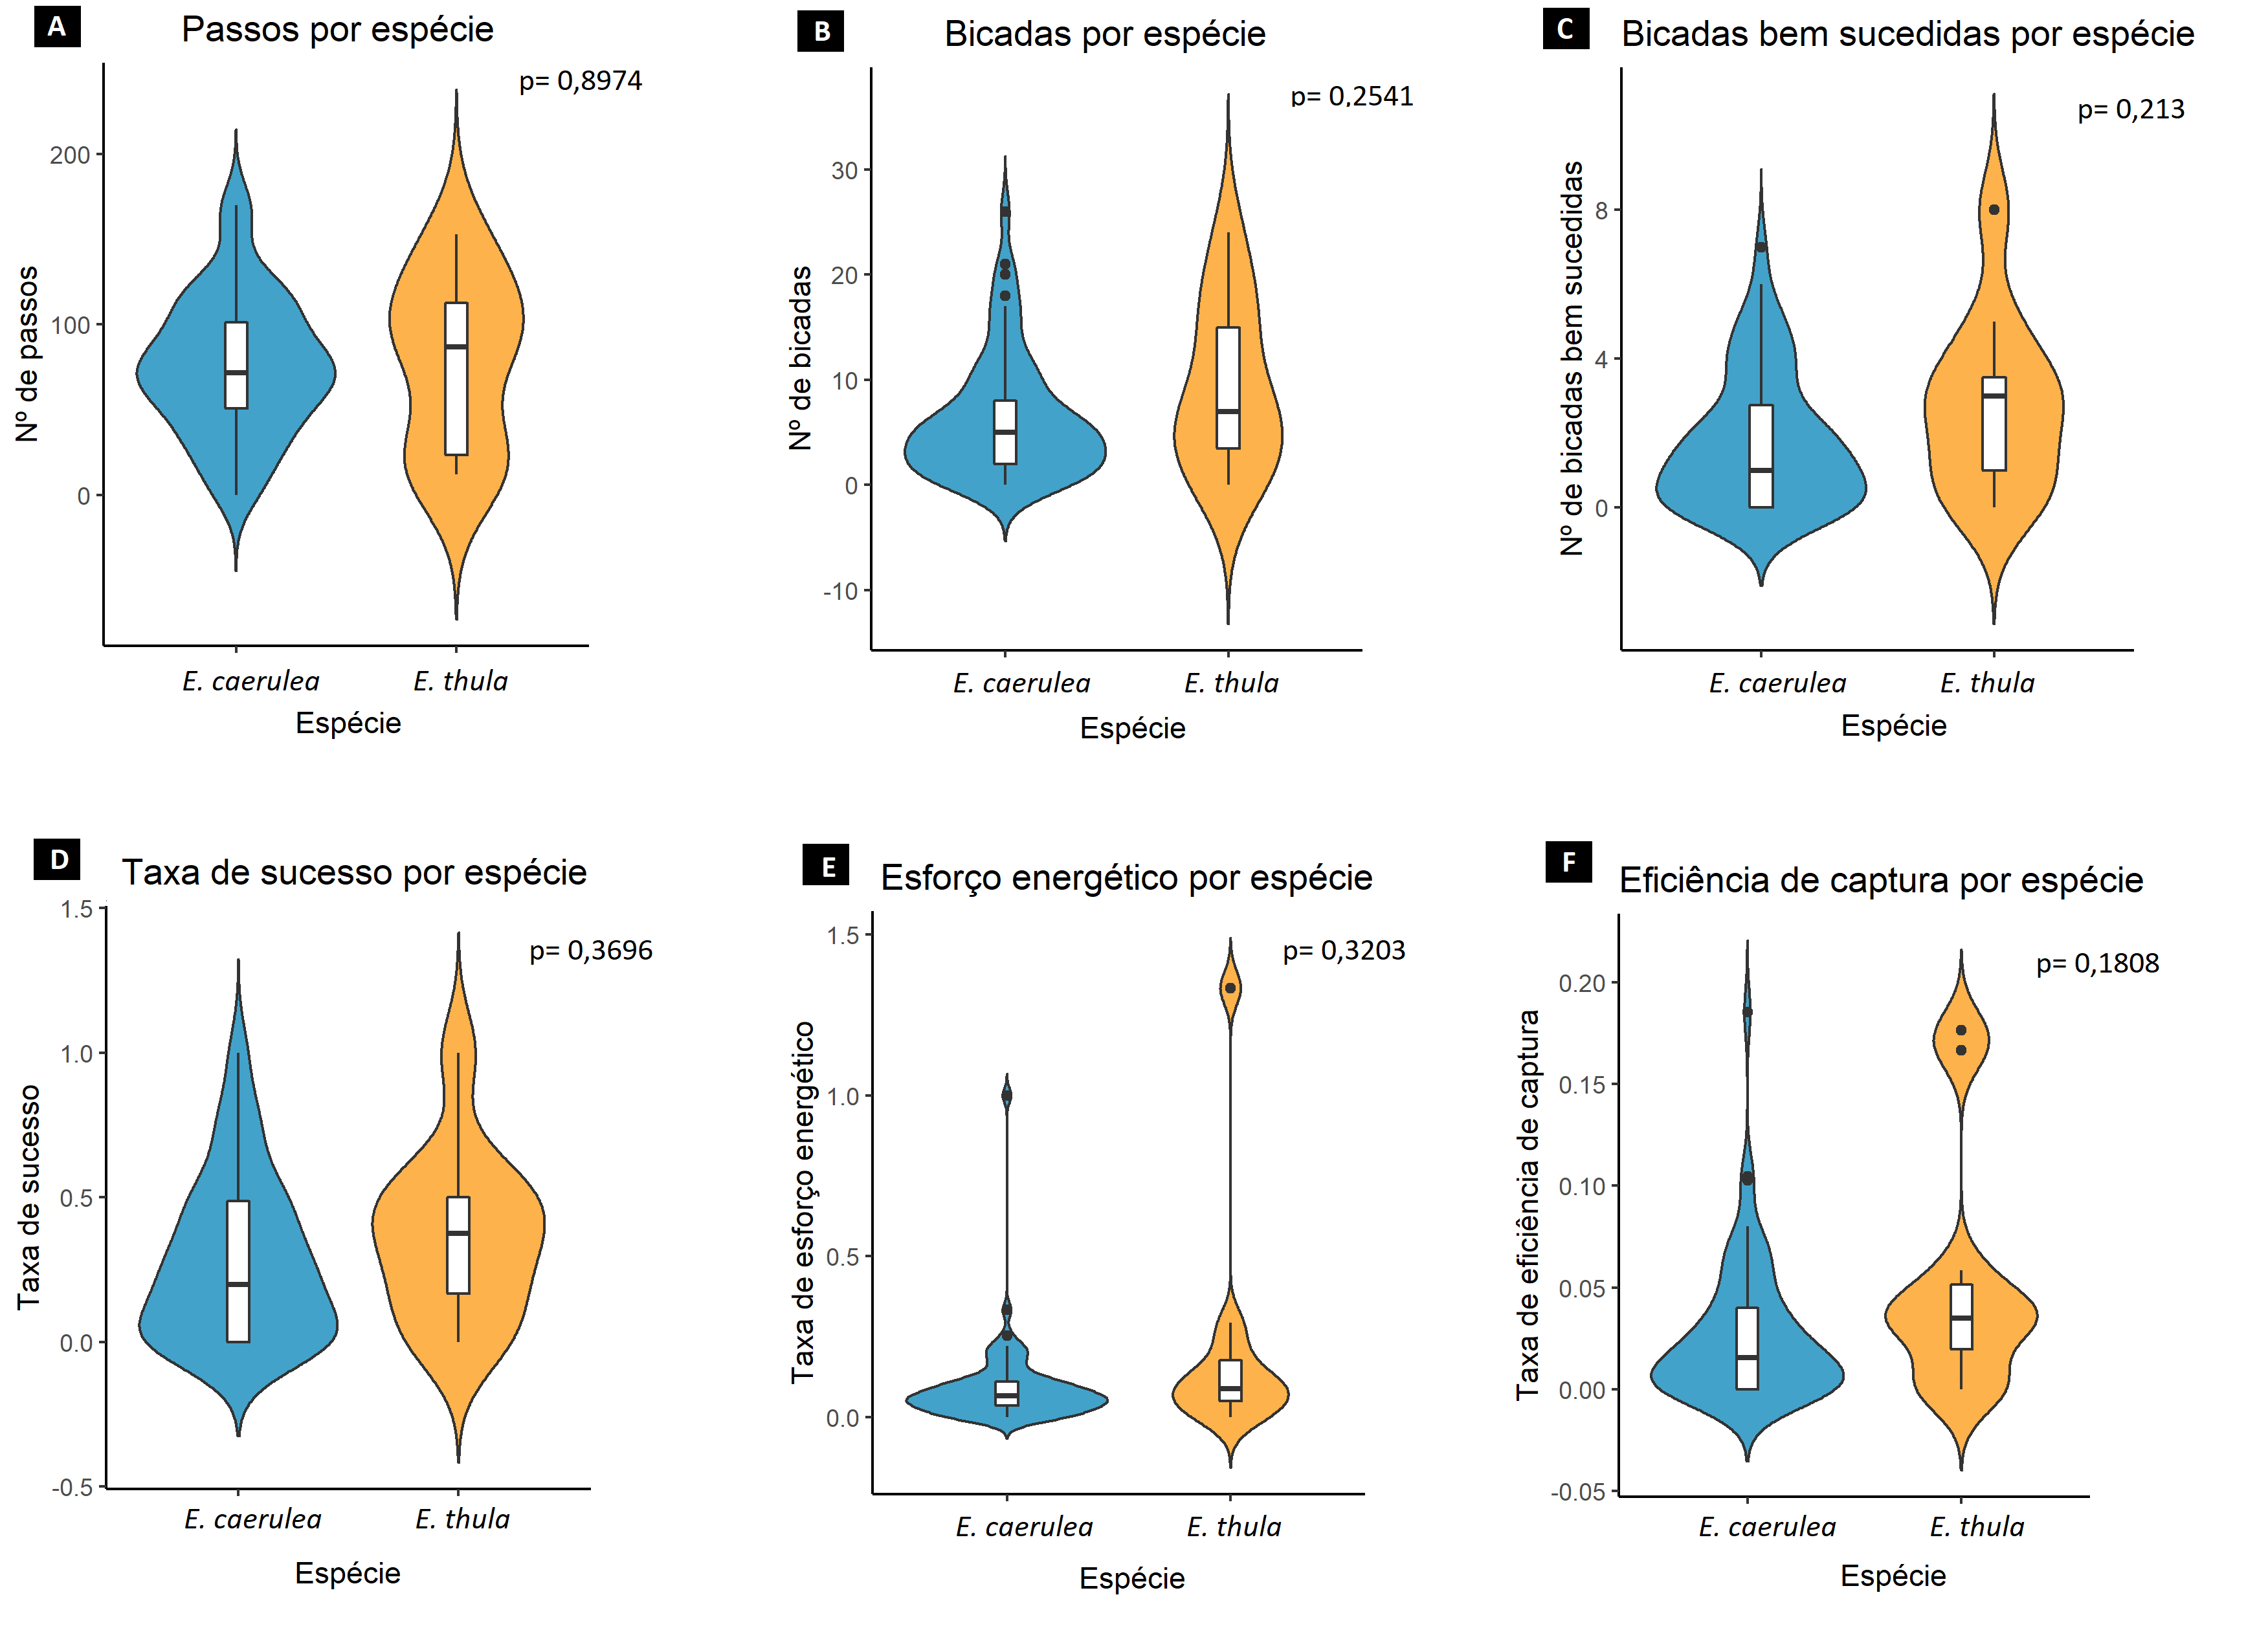 A
Passos por espécie
p= 0,8974
Nº de passos
200
100
0
E. caerulea
E. thula
Espécie
B
Bicadas por espécie
p= 0,2541
Nº de bicadas
30
20
10
0
-10
E. caerulea
E. thula
Espécie
C
Bicadas bem sucedidas por espécie
p= 0,213
Nº de bicadas bem sucedidas
8
4
0
E. caerulea
E. thula
Espécie
D
Taxa de sucesso por espécie
p= 0,3696
Taxa de sucesso
1.5
1.0
0.5
0.0
-0.5
E. caerulea
E. thula
Espécie
E
Esforço energético por espécie
p= 0,3203
Taxa de esforço energético
1.5
1.0
0.5
0.0
E. caerulea
E. thula
Espécie
F
Eficiência de captura por espécie
p= 0,1808
Taxa de eficiência de captura
0.20
0.15
0.10
0.05
0.00
-0.05
E. caerulea
E. thula
Espécie